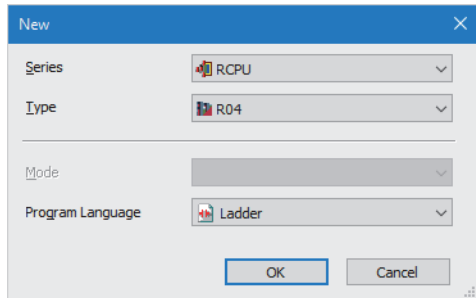 New
Series RCPU
Type R04
Mode
Program Language Ladder
OK Cancel